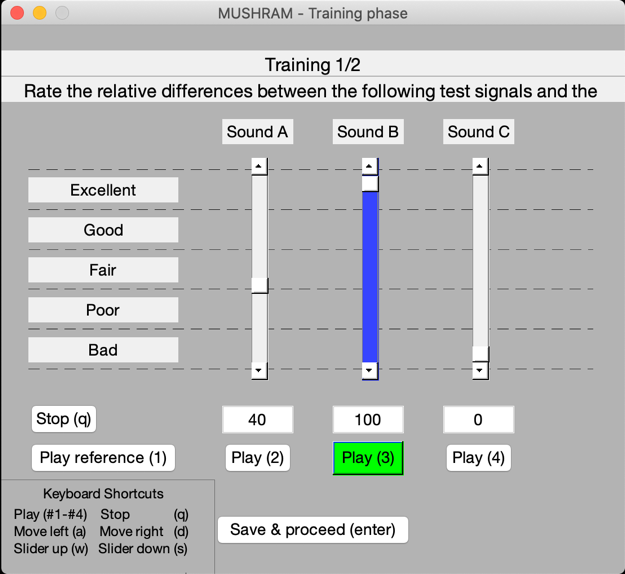 MUSHRAM - Training phase
Training 1/2
Rate the relative differences between the following test signals and the
Sound A Sound B Sound C
Excellent
Good
Fair
Poor
Bad
Stop (q) 40 100 0
Play reference (1) Play (2) Play (3) Play (4)
Keyboard Shortcuts
Play (#1-#4) Stop (q)
Move left (a) Move right (d)
Slider up (w) Slider down (s)
Save & proceed (enter)